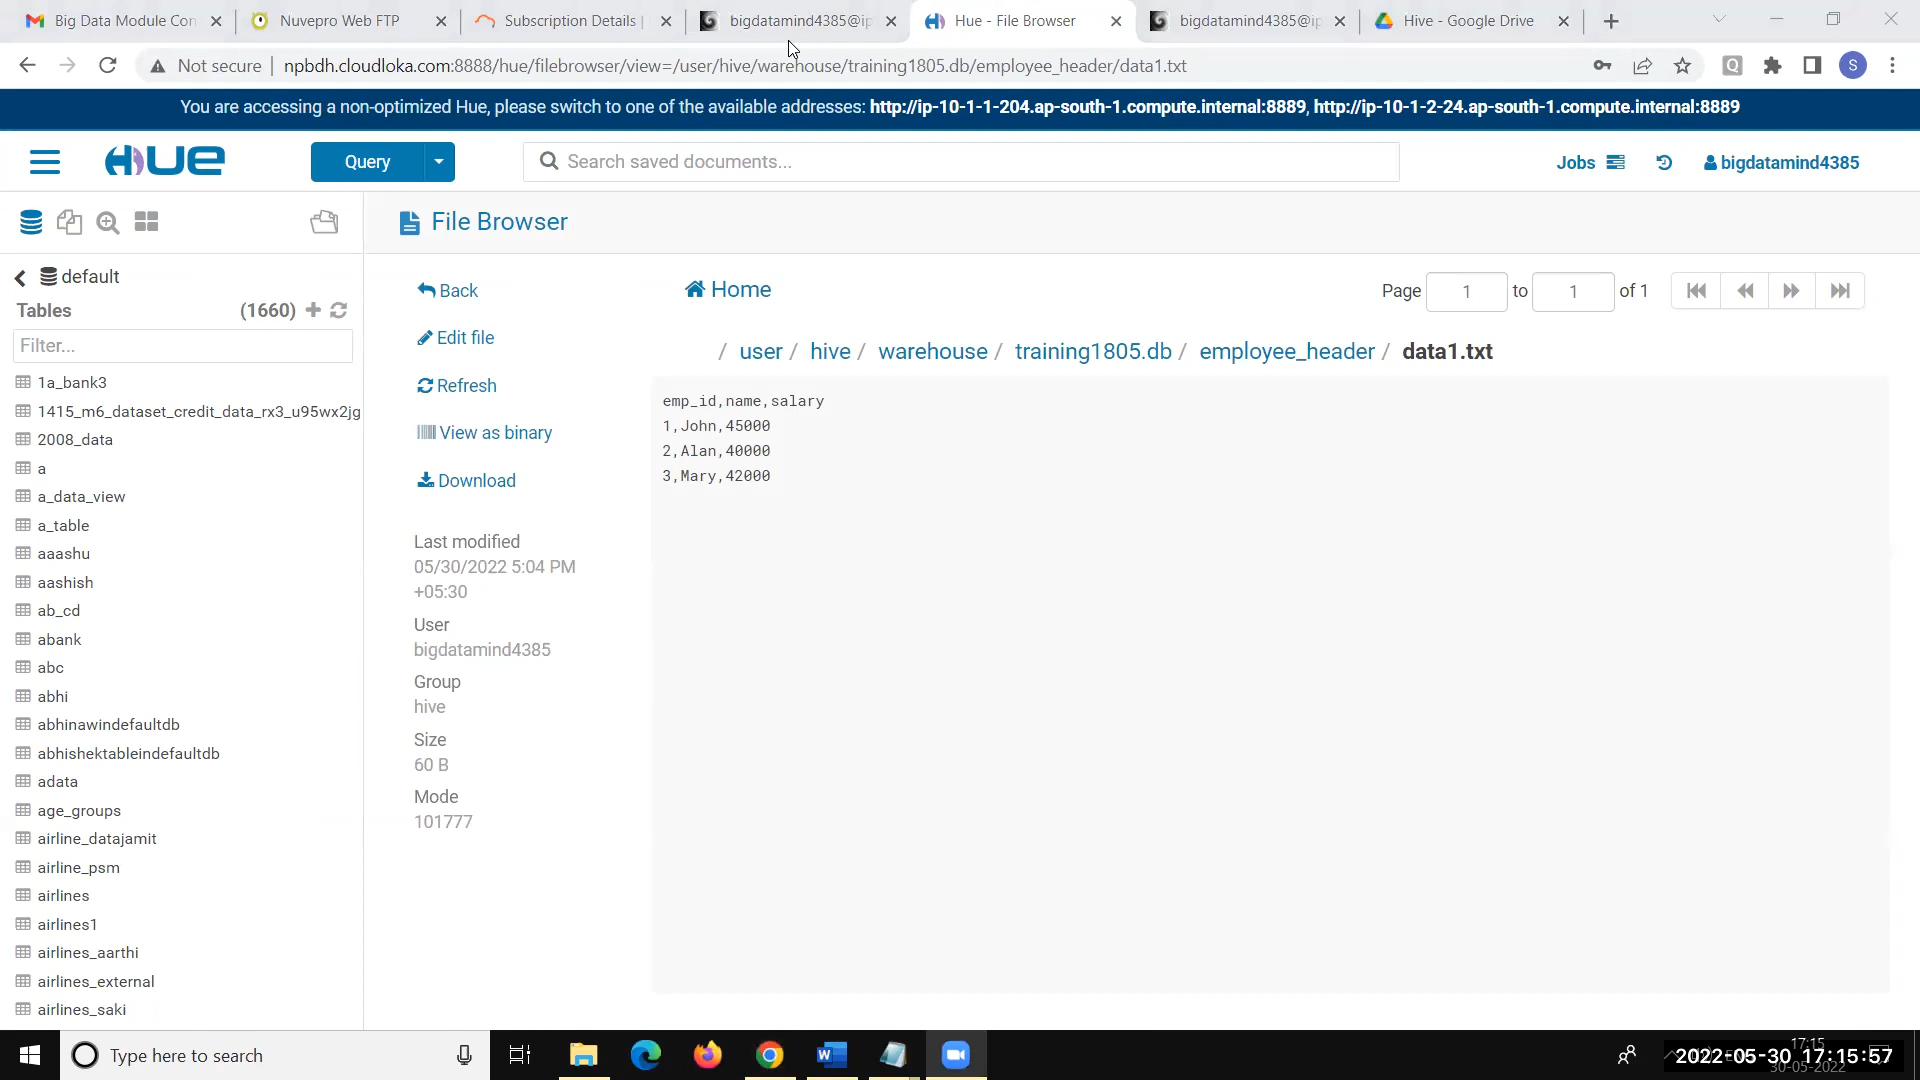 Big Data Module Con
Nuvepro Web FTP
Subscription Details |
bigdatamind4385@ip
Hue - File Browser
bigdatamind4385@ip
Hive - Google Drive
Not secure
npbdh.cloudloka.com:8888/hue/filebrowser/view=/user/hive/warehouse/training1805.db/employee_header/data1.txt
S
You are accessing a non-optimized Hue, please switch to one of the available addresses: http://ip-10-1-1-204.ap-south-1.compute.internal:8889, http://ip-10-1-2-24.ap-south-1.compute.internal:8889
HUE
Query
Search saved documents...
Jobs
bigdatamind4385
File Browser
default
Tables
(1660)
Filter...
1a_bank3
1415_m6_dataset_credit_data_rx3_u95wx2jg
2008_data
a
a_data_view
a_table
aaashu
aashish
ab_cd
abank
abc
abhi
abhinawindefaultdb
abhishektableindefaultdb
adata
age_groups
airline_datajamit
airline_psm
airlines
airlines1
airlines_aarthi
airlines_external
airlines_saki
Back
Edit file
Refresh
View as binary
Download
Last modified
05/30/2022 5:04 PM
+05:30
User
bigdatamind4385
Group
hive
Size
60 B
Mode
101777
Home
Page 1 to 1 of 1
/ user / hive / warehouse / training1805.db / employee_header / data1.txt
emp_id,name,salary
1,John,45000
2,Alan,40000
3,Mary,42000
Type here to search
17:15
2022-05-30 17:15:57
30-05-2022